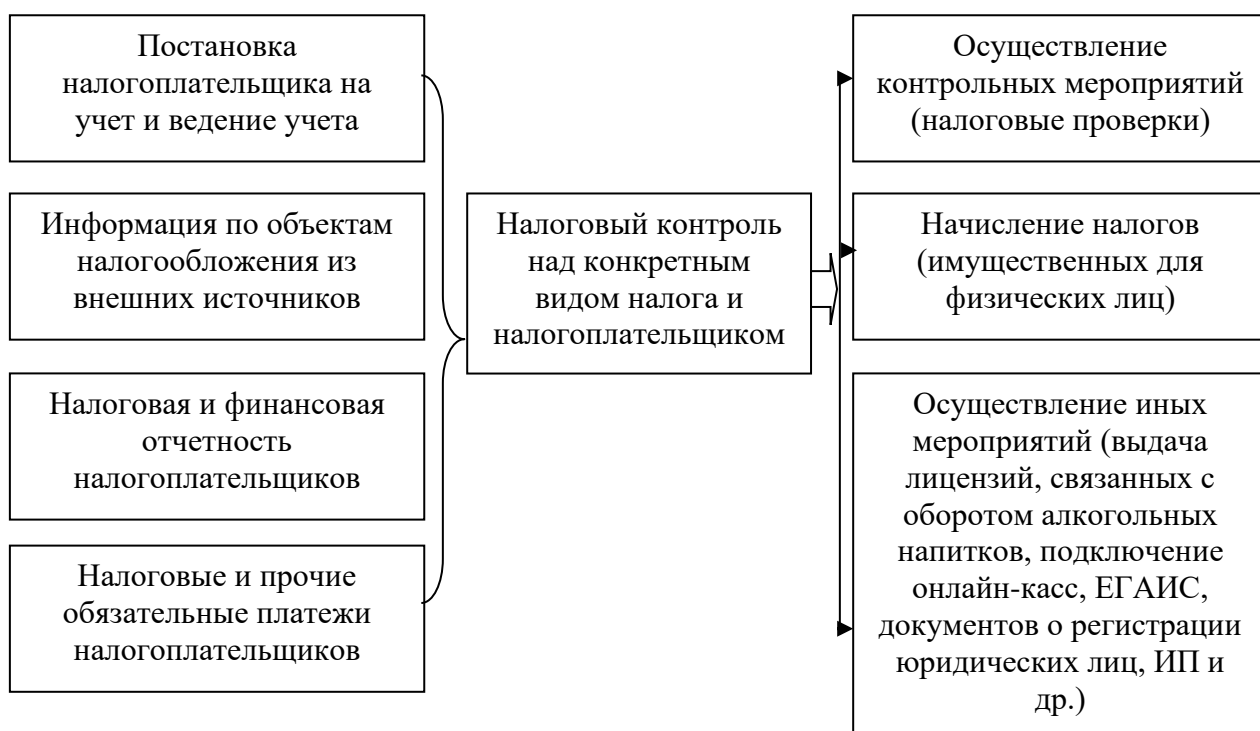 Постановка
налогоплательщика на
учет и ведение учета
Информация по объектам
налогообложения из
внешних источников
Налоговая и финансовая
отчетность
налогоплательщиков
Налоговые и прочие
обязательные платежи
налогоплательщиков
Налоговый контроль
над конкретным
видом налога и
налогоплательщиком
Осуществление
контрольных мероприятий
(налоговые проверки)
Начисление налогов
(имущественных для
физических лиц)
Осуществление иных
мероприятий (выдача
лицензий, связанных с
оборотом алкогольных
напитков, подключение
онлайн-касс, ЕГАИС,
документов о регистрации
юридических лиц, ИП и
др.)